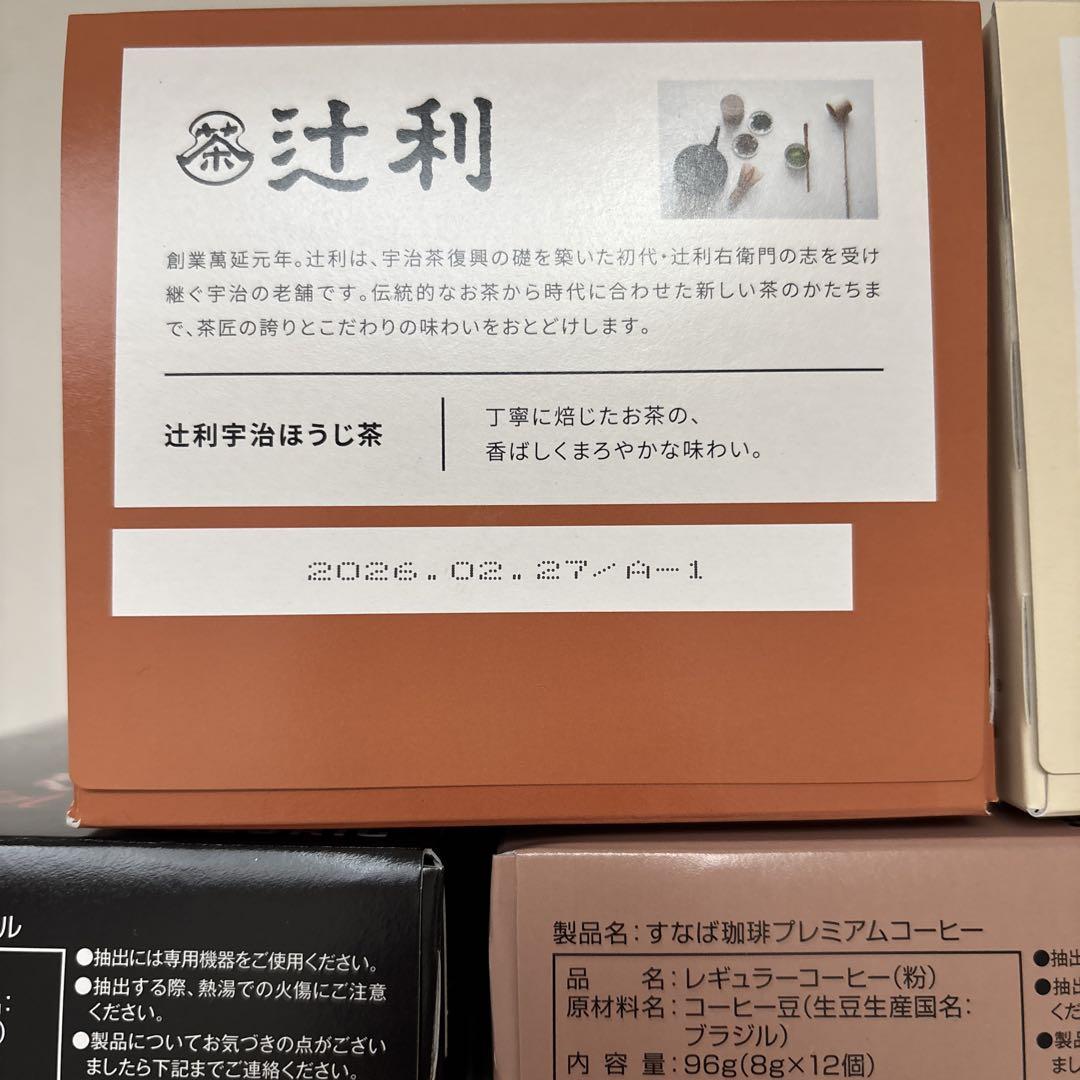 茶 辻利
創業萬延元年。辻利は、宇治茶復興の礎を築いた初代・辻利右衛門の志を受け
継ぐ宇治の老舗です。伝統的なお茶から時代に合わせた新しい茶のかたちま
で、茶匠の誇りとこだわりの味わいをおとどけします。
辻利宇治ほうじ茶
丁寧に焙じたお茶の、
香ばしくまろやかな味わい。
2026.02.27/A-1
ル
●抽出には専用機器をご使用ください。
●抽出する際、熱湯での火傷にご注意
ください。
●製品についてお気づきの点がござい
ましたら下記までご連絡ください。
製品名:すなば珈琲プレミアムコーヒー
品 名:レギュラーコーヒー(粉)
原材料名:コーヒー豆(生豆生産国名:
ブラジル)
内 容 量:96g(8g×12個)
●抽出
●抽出
くだ
●製品
まし